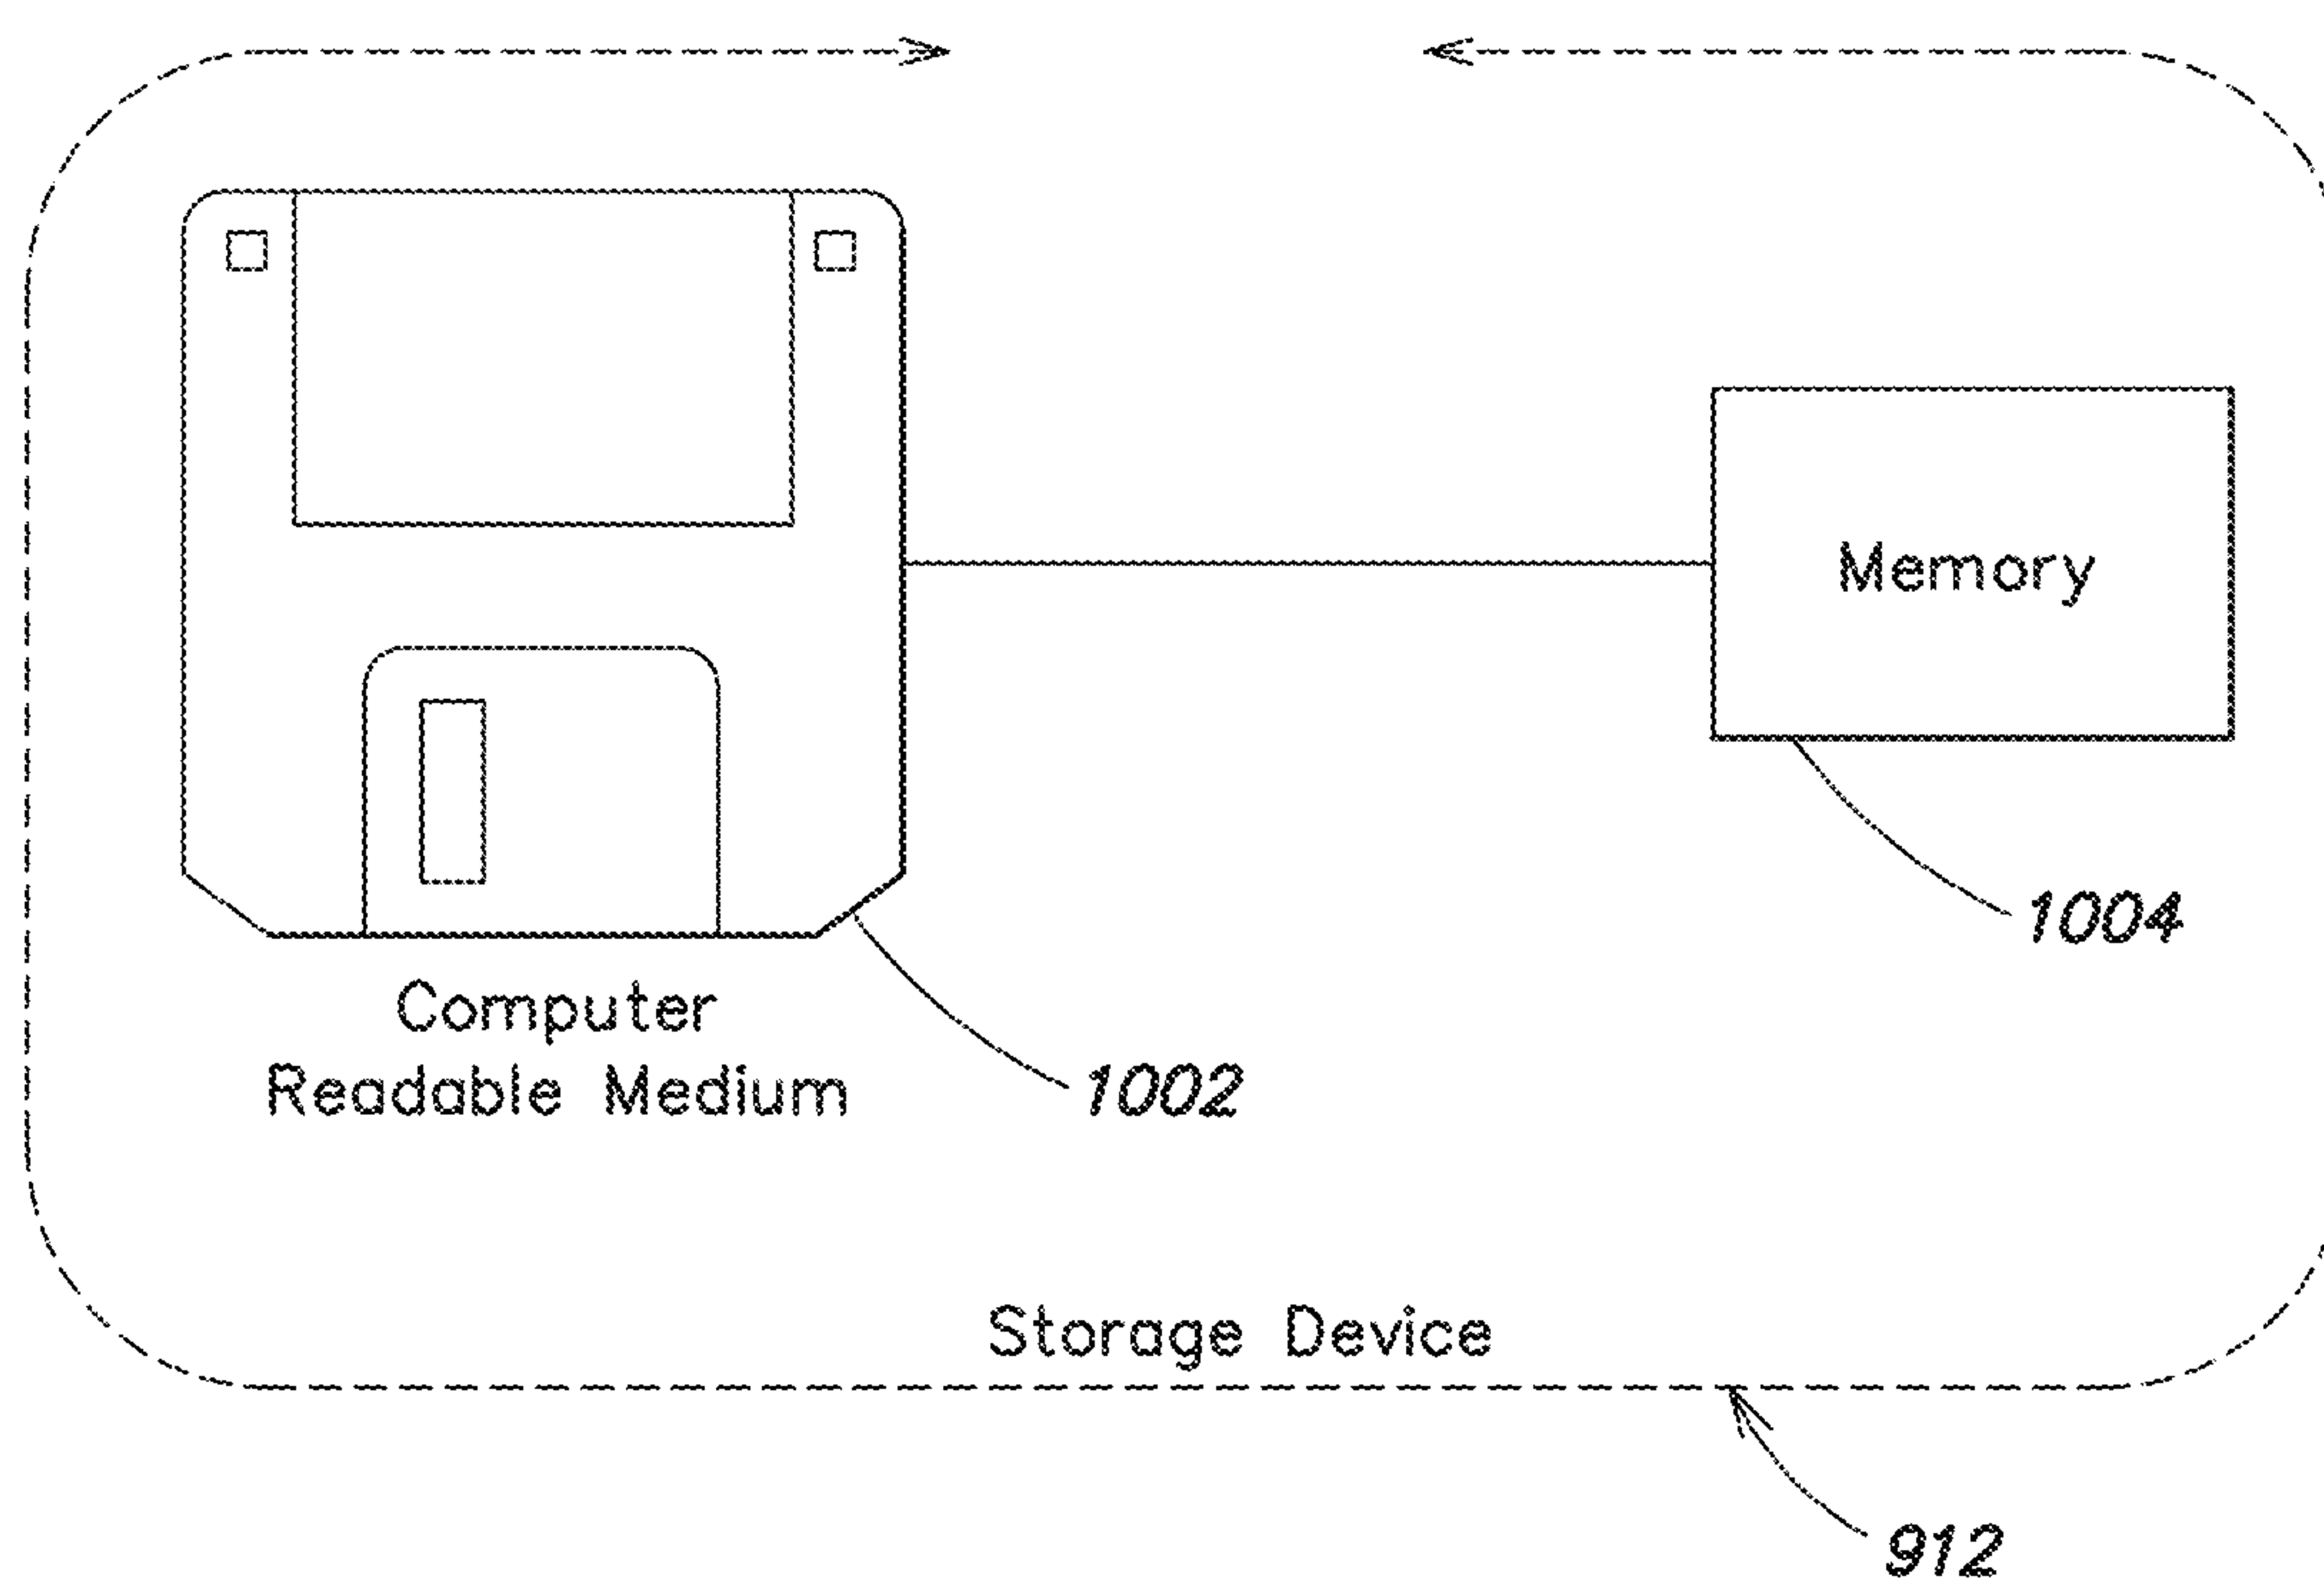 Memory
1004
Computer
Readable Medium
1002
Storage Device
912